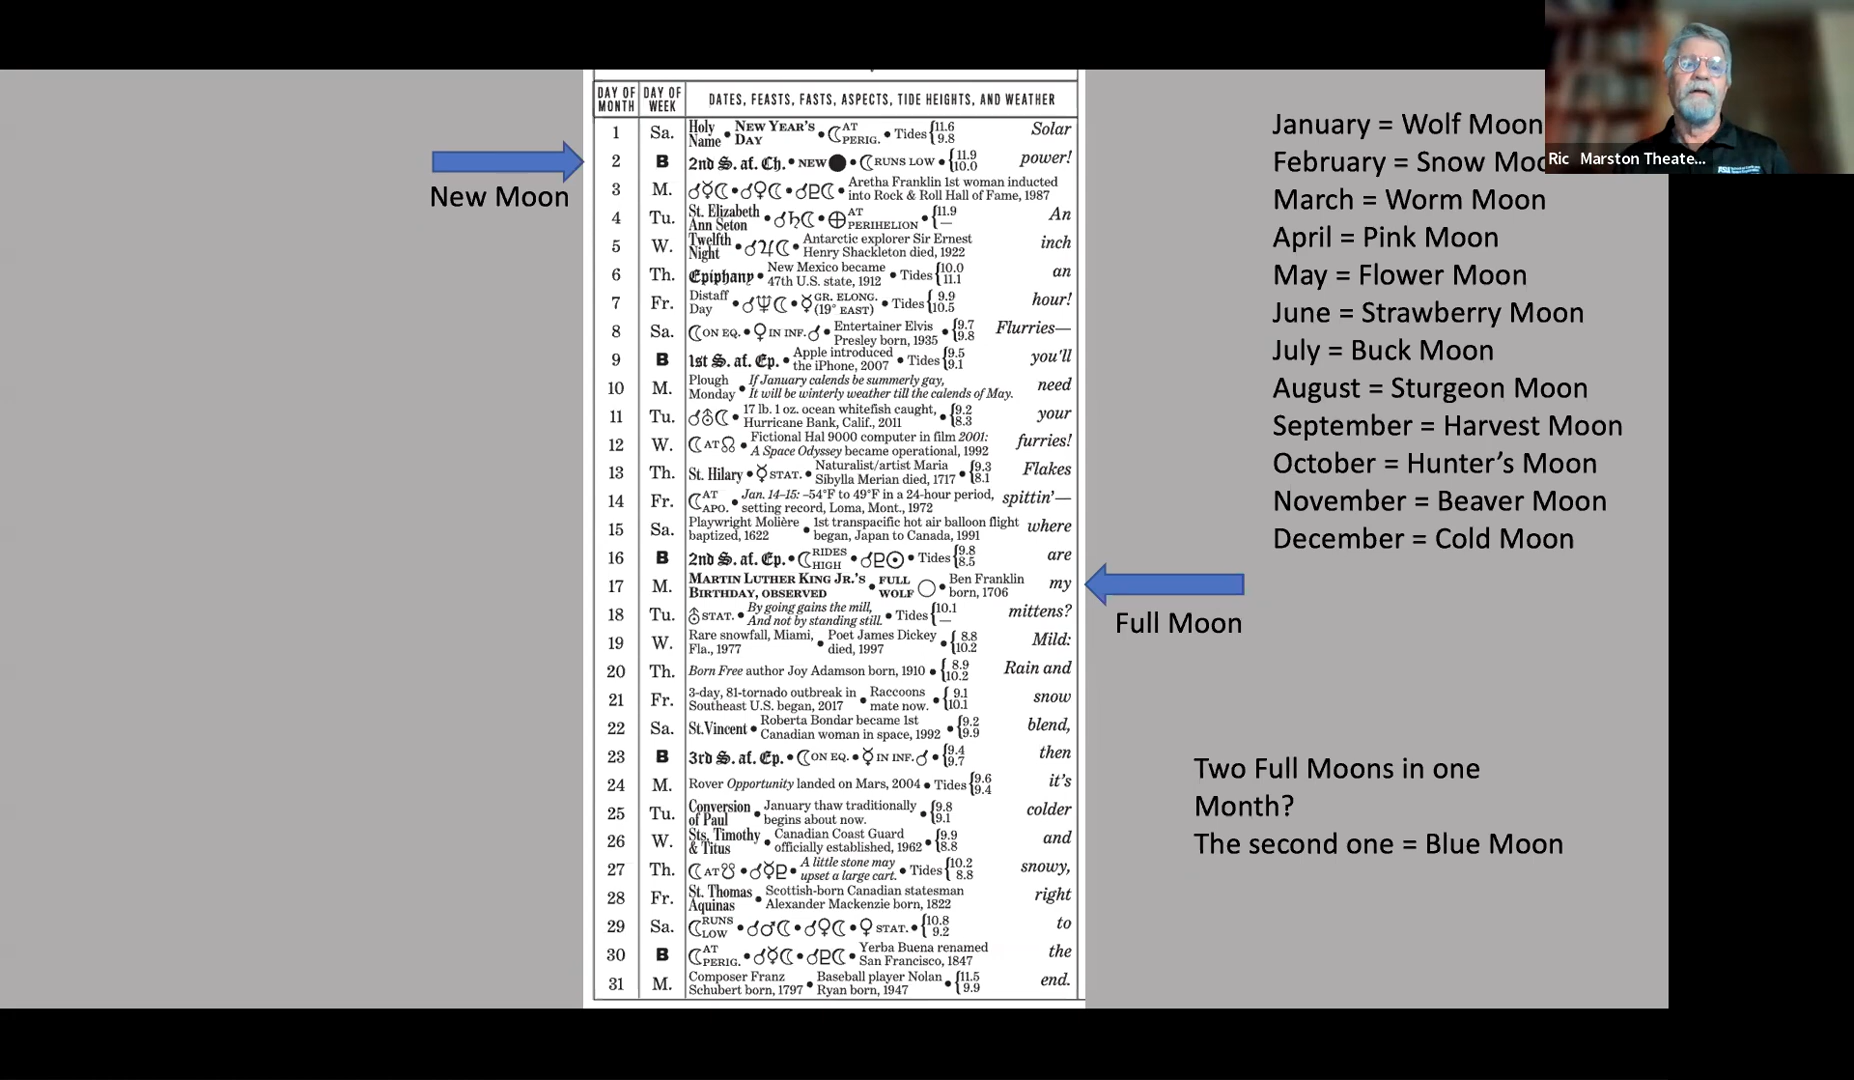 DAY OF MONTH DAY OF WEEK DATES, FEASTS, FASTS, ASPECTS, TIDE HEIGHTS, AND WEATHER
1 Sa. Holy Name • NEW YEAR'S DAY • ☾ AT PERIG. • Tides {11.6 9.8 Solar
2 B 2nd S. af. Ch. • NEW ● • ☾ RUNS LOW • {11.9 10.0 power!
3 M. ☌☿☾ • ☌♀☾ • ☌♇☾ • Aretha Franklin 1st woman inducted into Rock & Roll Hall of Fame, 1987
4 Tu. St. Elizabeth Ann Seton • ☌♄☾ • ⊕ AT PERIHELION • {11.9 — An
5 W. Twelfth Night • ☌♃☾ • Antarctic explorer Sir Ernest Henry Shackleton died, 1922 inch
6 Th. Epiphany • New Mexico became 47th U.S. state, 1912 • Tides {10.0 11.1 an
7 Fr. Distaff Day • ☌♆☾ • ☿ GR. ELONG. (19° EAST) • Tides {9.9 10.5 hour!
8 Sa. ☾ ON EQ. • ♀ IN INF. ☌ • Entertainer Elvis Presley born, 1935 • {9.7 9.8 Flurries—
9 B 1st S. af. Ep. • Apple introduced the iPhone, 2007 • Tides {9.5 9.1 you'll
10 M. Plough Monday • If January calends be summerly gay, It will be winterly weather till the calends of May. need
11 Tu. ☌⛢☾ • 17 lb. 1 oz. ocean whitefish caught, Hurricane Bank, Calif., 2011 • {9.2 8.3 your
12 W. ☾ AT ☊ • Fictional Hal 9000 computer in film 2001: A Space Odyssey became operational, 1992 furries!
13 Th. St. Hilary • ☿ STAT. • Naturalist/artist Maria Sibylla Merian died, 1717 • {9.3 8.1 Flakes
14 Fr. ☾ AT APO. • Jan. 14–15: –54°F to 49°F in a 24-hour period, setting record, Loma, Mont., 1972 spittin'—
15 Sa. Playwright Molière baptized, 1622 • 1st transpacific hot air balloon flight began, Japan to Canada, 1991 where
16 B 2nd S. af. Ep. • ☾ RIDES HIGH • ☌♇☉ • Tides {9.8 8.5 are
17 M. MARTIN LUTHER KING JR.'S BIRTHDAY, OBSERVED • FULL WOLF ○ • Ben Franklin born, 1706 my
18 Tu. ⛢ STAT. • By going gains the mill, And not by standing still. • Tides {10.1 — mittens?
19 W. Rare snowfall, Miami, Fla., 1977 • Poet James Dickey died, 1997 • {8.8 10.2 Mild:
20 Th. Born Free author Joy Adamson born, 1910 • {8.9 10.2 Rain and
21 Fr. 3-day, 81-tornado outbreak in Southeast U.S. began, 2017 • Raccoons mate now. • {9.1 10.1 snow
22 Sa. St. Vincent • Roberta Bondar became 1st Canadian woman in space, 1992 • {9.2 9.9 blend,
23 B 3rd S. af. Ep. • ☾ ON EQ. • ☿ IN INF. ☌ • {9.4 9.7 then
24 M. Rover Opportunity landed on Mars, 2004 • Tides {9.6 9.4 it's
25 Tu. Conversion of Paul • January thaw traditionally begins about now. • {9.8 9.1 colder
26 W. Sts. Timothy & Titus • Canadian Coast Guard officially established, 1962 • {9.9 8.8 and
27 Th. ☾ AT ☋ • ☌☿♇ • A little stone may upset a large cart. • Tides {10.2 8.8 snowy,
28 Fr. St. Thomas Aquinas • Scottish-born Canadian statesman Alexander Mackenzie born, 1822 right
29 Sa. ☾ RUNS LOW • ☌♂☾ • ☌♀☾ • ♀ STAT. • {10.8 9.2 to
30 B ☾ AT PERIG. • ☌☿☾ • ☌♇☾ • Yerba Buena renamed San Francisco, 1847 the
31 M. Composer Franz Schubert born, 1797 • Baseball player Nolan Ryan born, 1947 • {11.5 9.9 end.
New Moon
Full Moon
January = Wolf Moon
February = Snow
March = Worm Moon
April = Pink Moon
May = Flower Moon
June = Strawberry Moon
July = Buck Moon
August = Sturgeon Moon
September = Harvest Moon
October = Hunter's Moon
November = Beaver Moon
December = Cold Moon
Two Full Moons in one
Month?
The second one = Blue Moon
Ric Marston Theate...